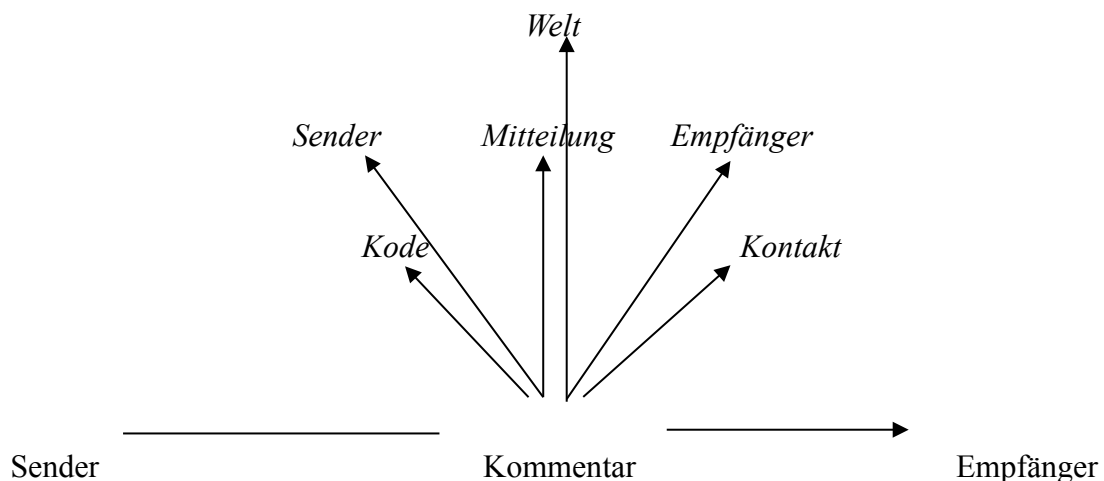 Welt
Sender Mitteilung Empfänger
Kode Kontakt
Sender Kommentar Empfänger